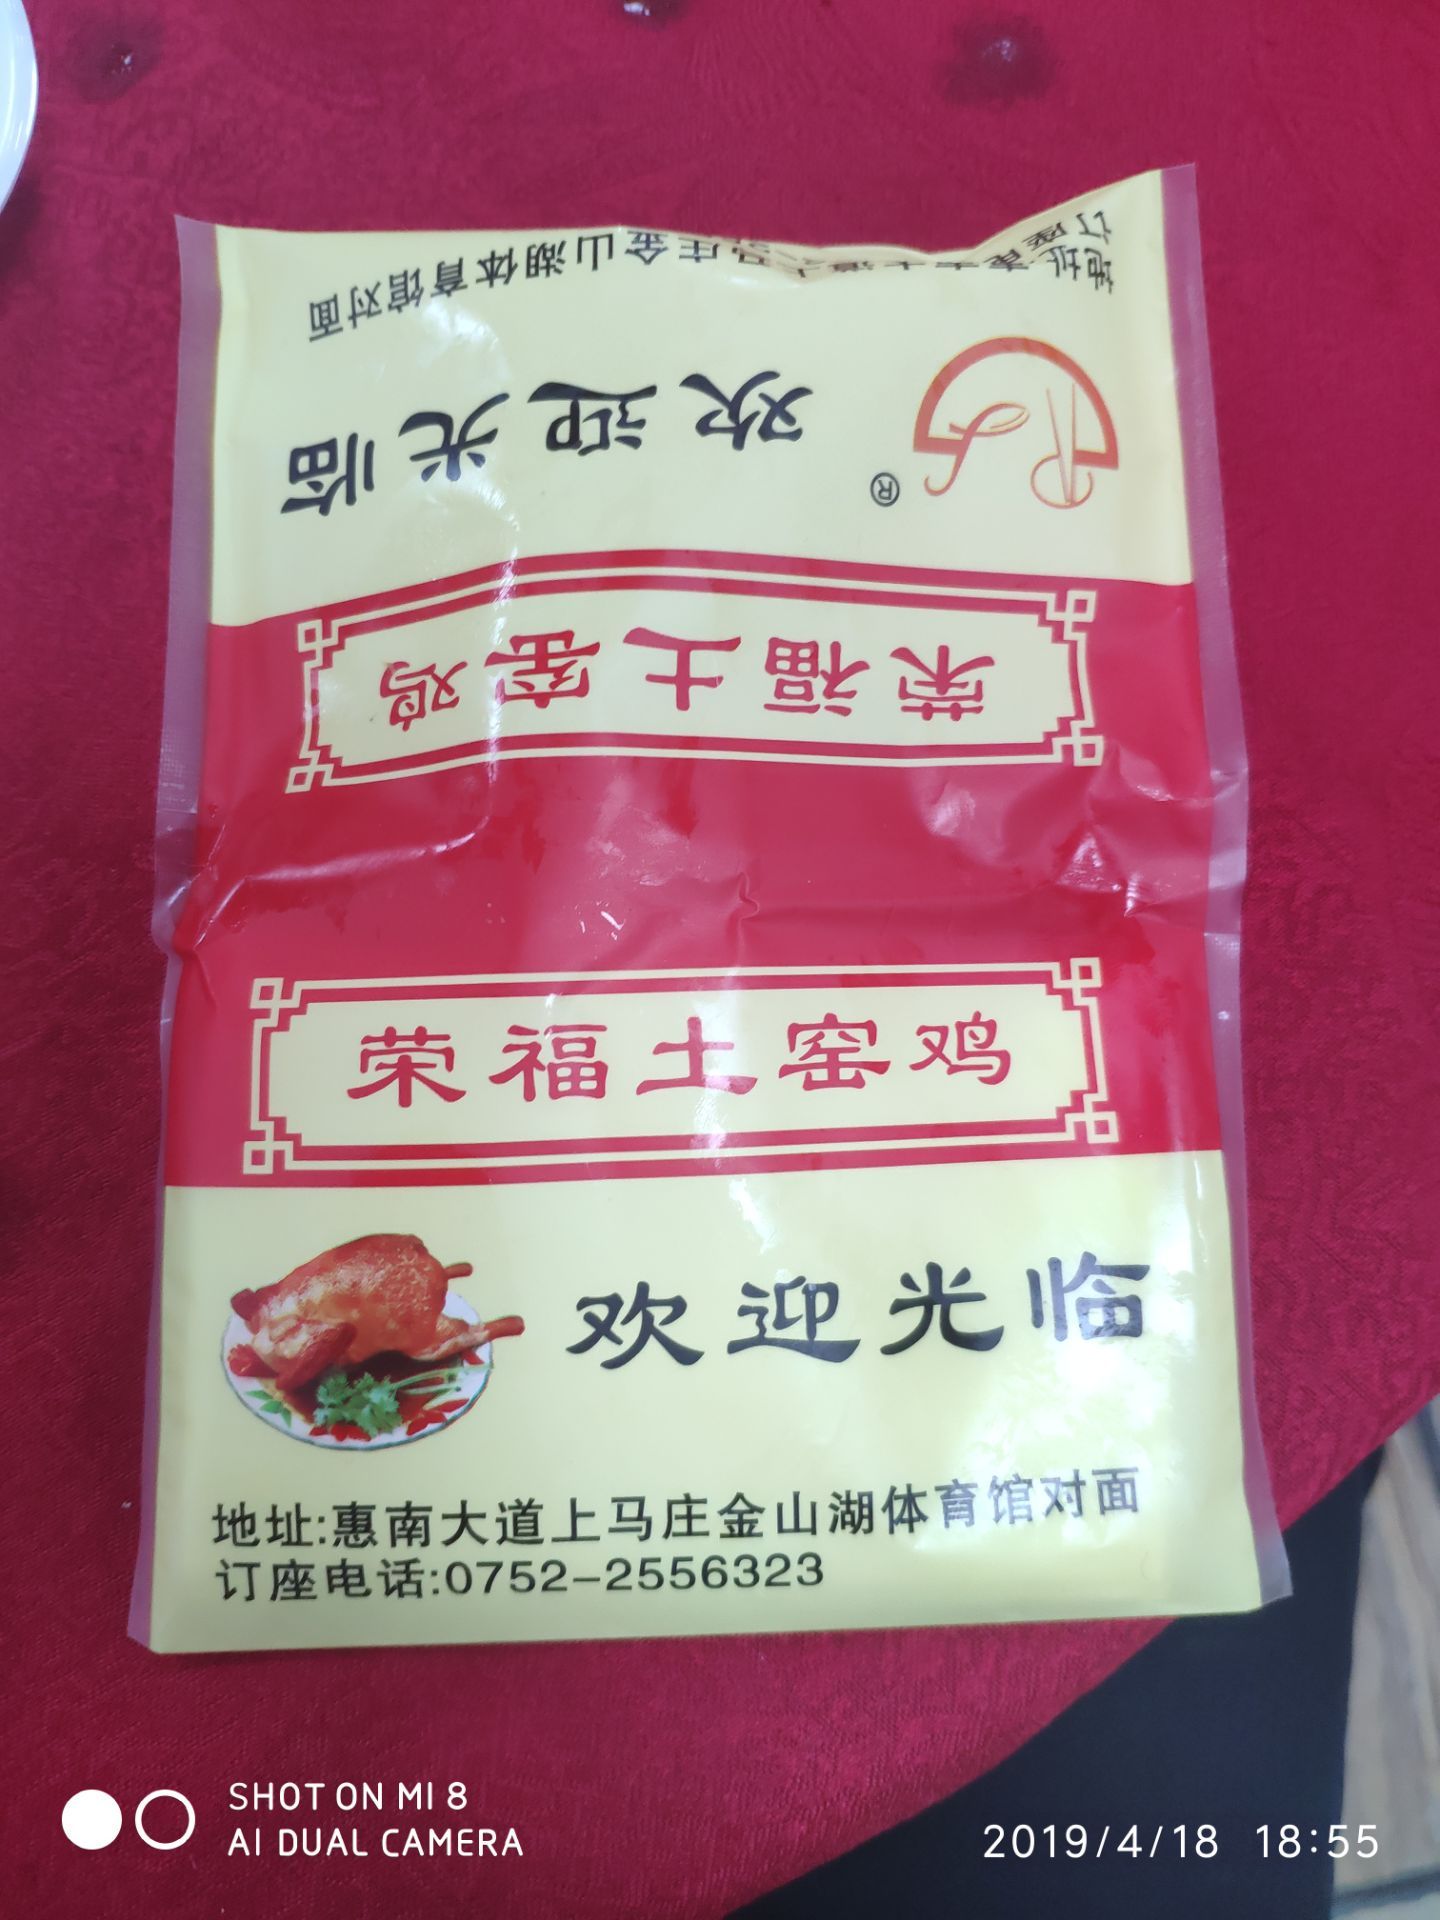 地址:惠南大道上马庄金山湖体育馆对面
欢迎光临
®
荣福土窑鸡
荣福土窑鸡
欢迎光临
地址:惠南大道上马庄金山湖体育馆对面
订座电话:0752-2556323
SHOT ON MI 8
AI DUAL CAMERA
2019/4/18 18:55